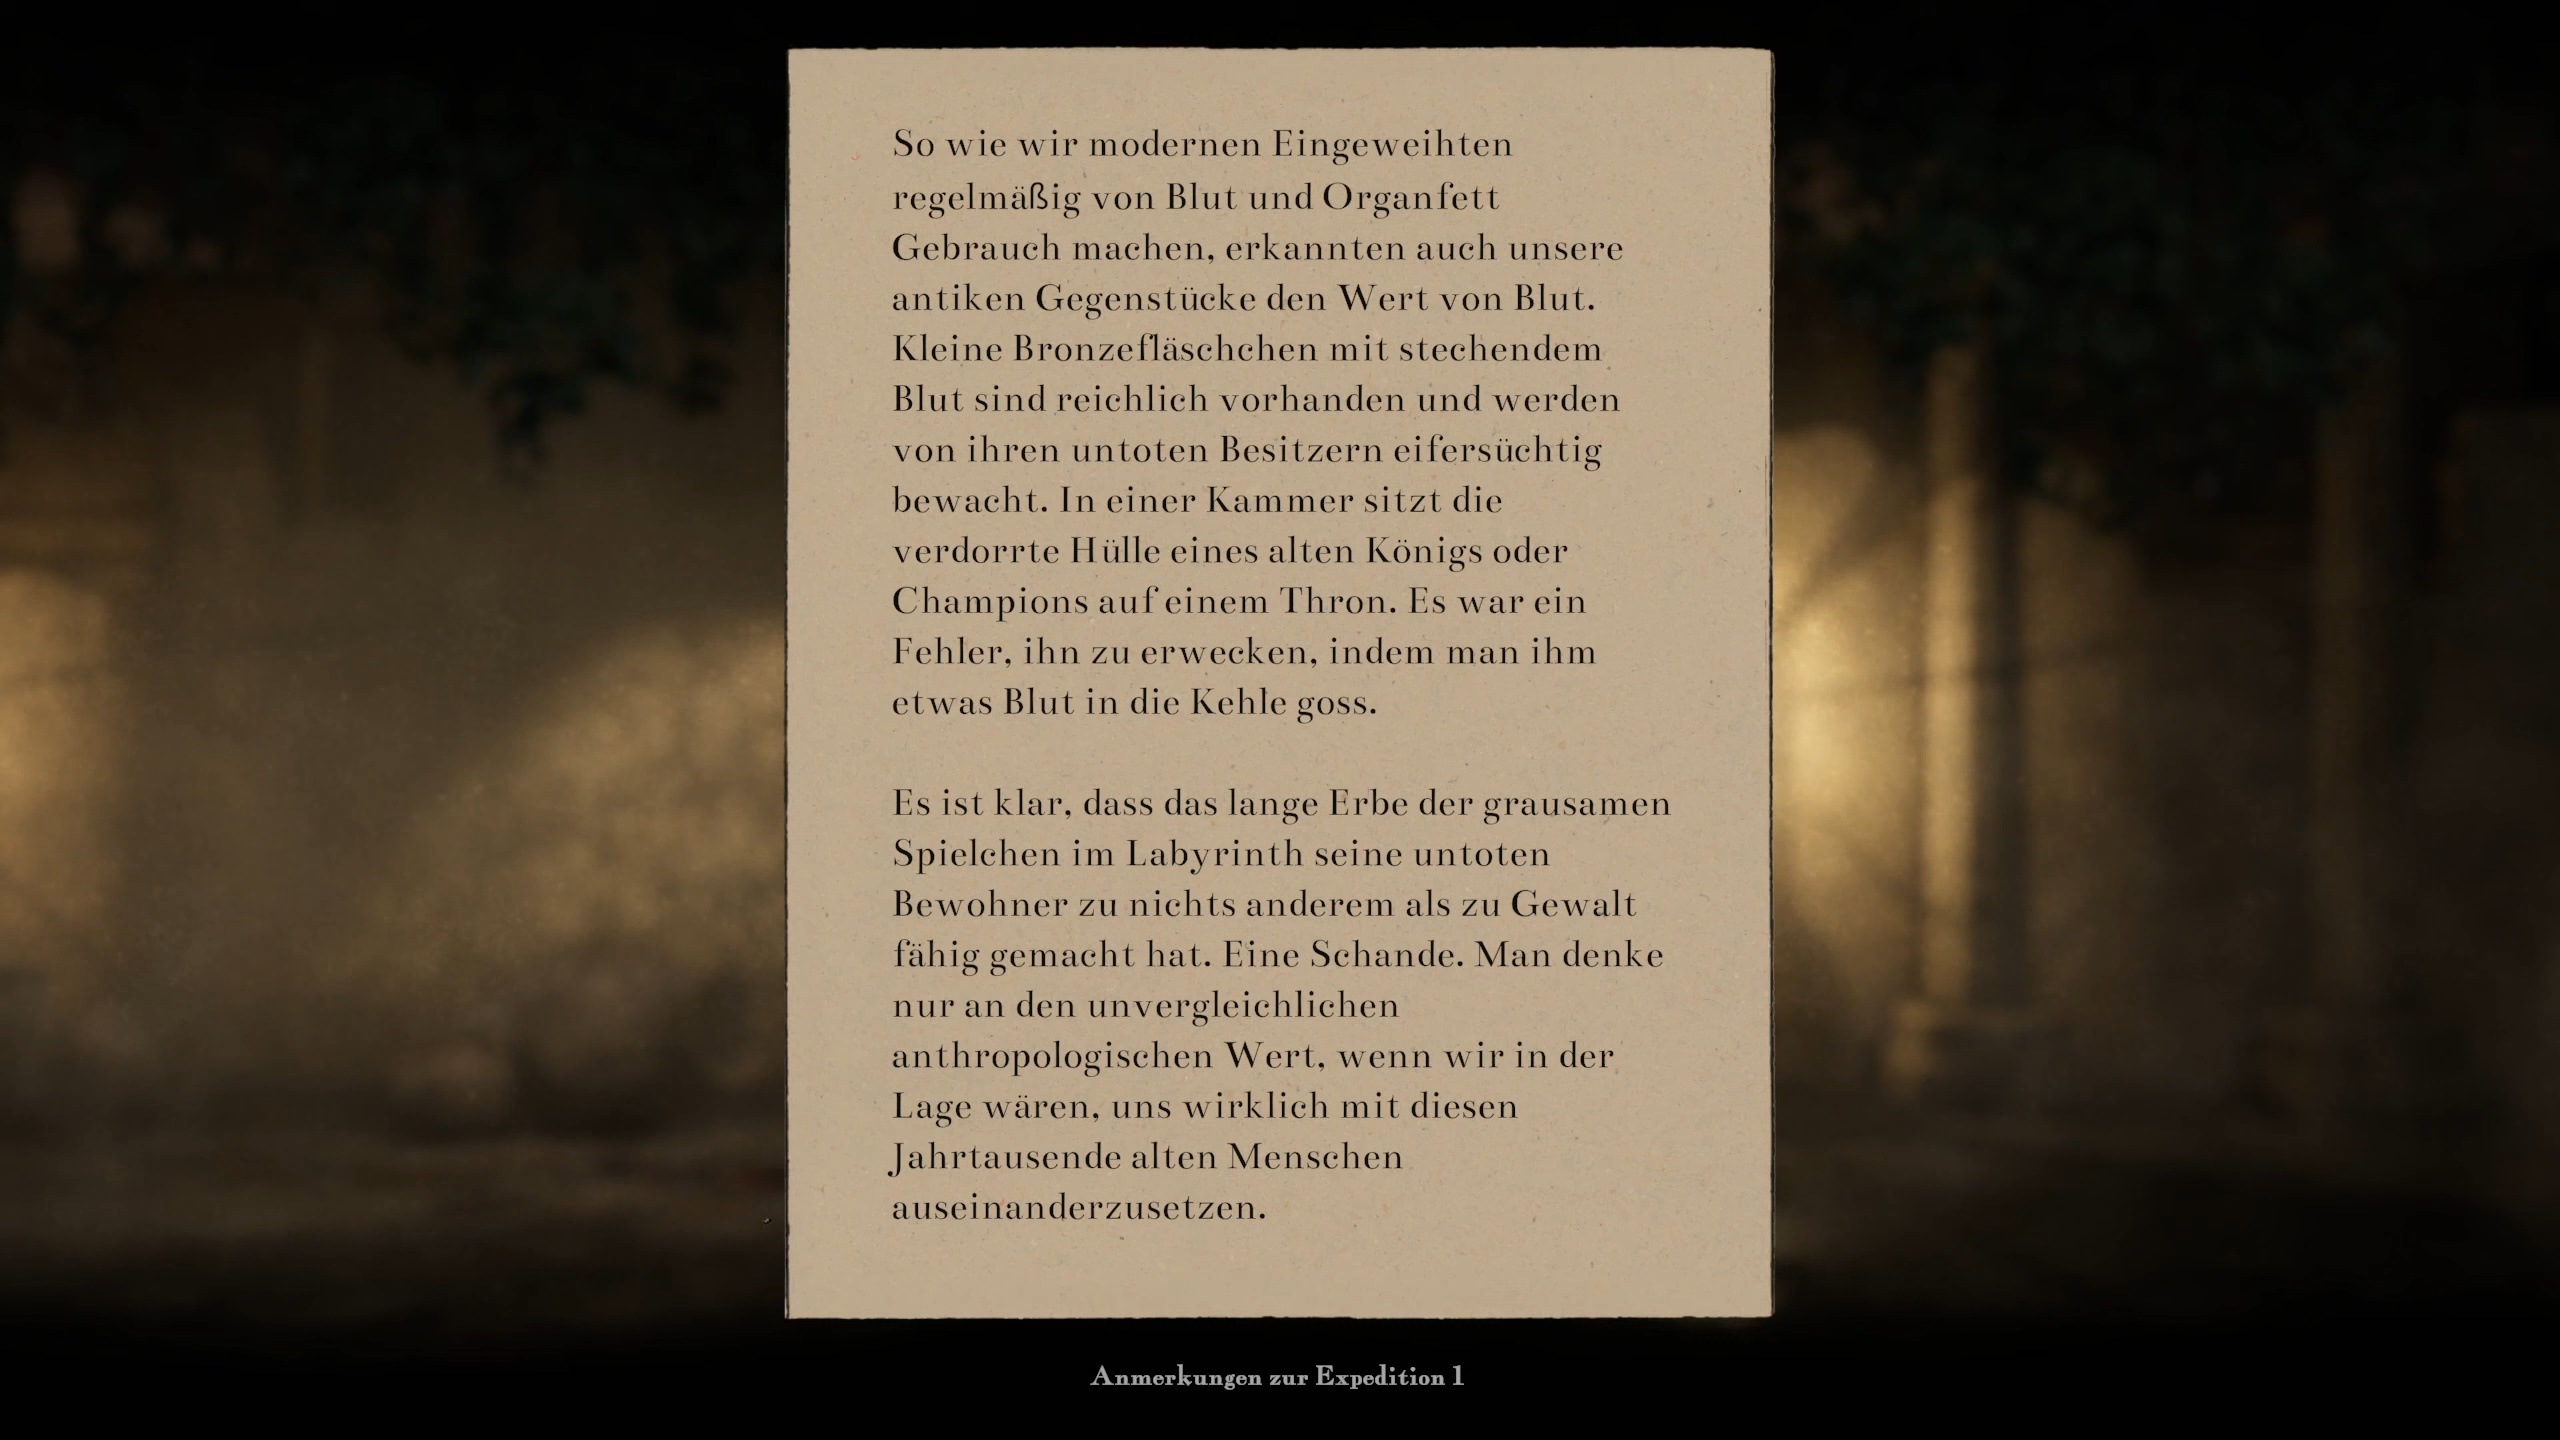 So wie wir modernen Eingeweihten
regelmäßig von Blut und Organfett
Gebrauch machen, erkannten auch unsere
antiken Gegenstücke den Wert von Blut.
Kleine Bronzefläschchen mit stechendem
Blut sind reichlich vorhanden und werden
von ihren untoten Besitzern eifersüchtig
bewacht. In einer Kammer sitzt die
verdorrte Hülle eines alten Königs oder
Champions auf einem Thron. Es war ein
Fehler, ihn zu erwecken, indem man ihm
etwas Blut in die Kehle goss.
Es ist klar, dass das lange Erbe der grausamen
Spielchen im Labyrinth seine untoten
Bewohner zu nichts anderem als zu Gewalt
fähig gemacht hat. Eine Schande. Man denke
nur an den unvergleichlichen
anthropologischen Wert, wenn wir in der
Lage wären, uns wirklich mit diesen
Jahrtausende alten Menschen
auseinanderzusetzen.
Anmerkungen zur Expedition 1